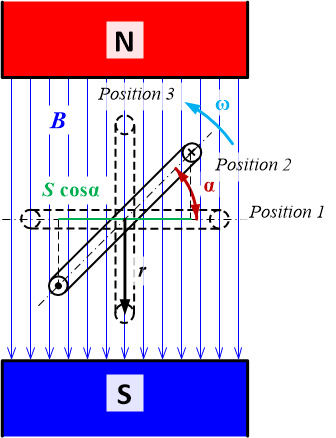 N
Position 3
ω
B
Position 2
S cosα
α
Position 1
r
S